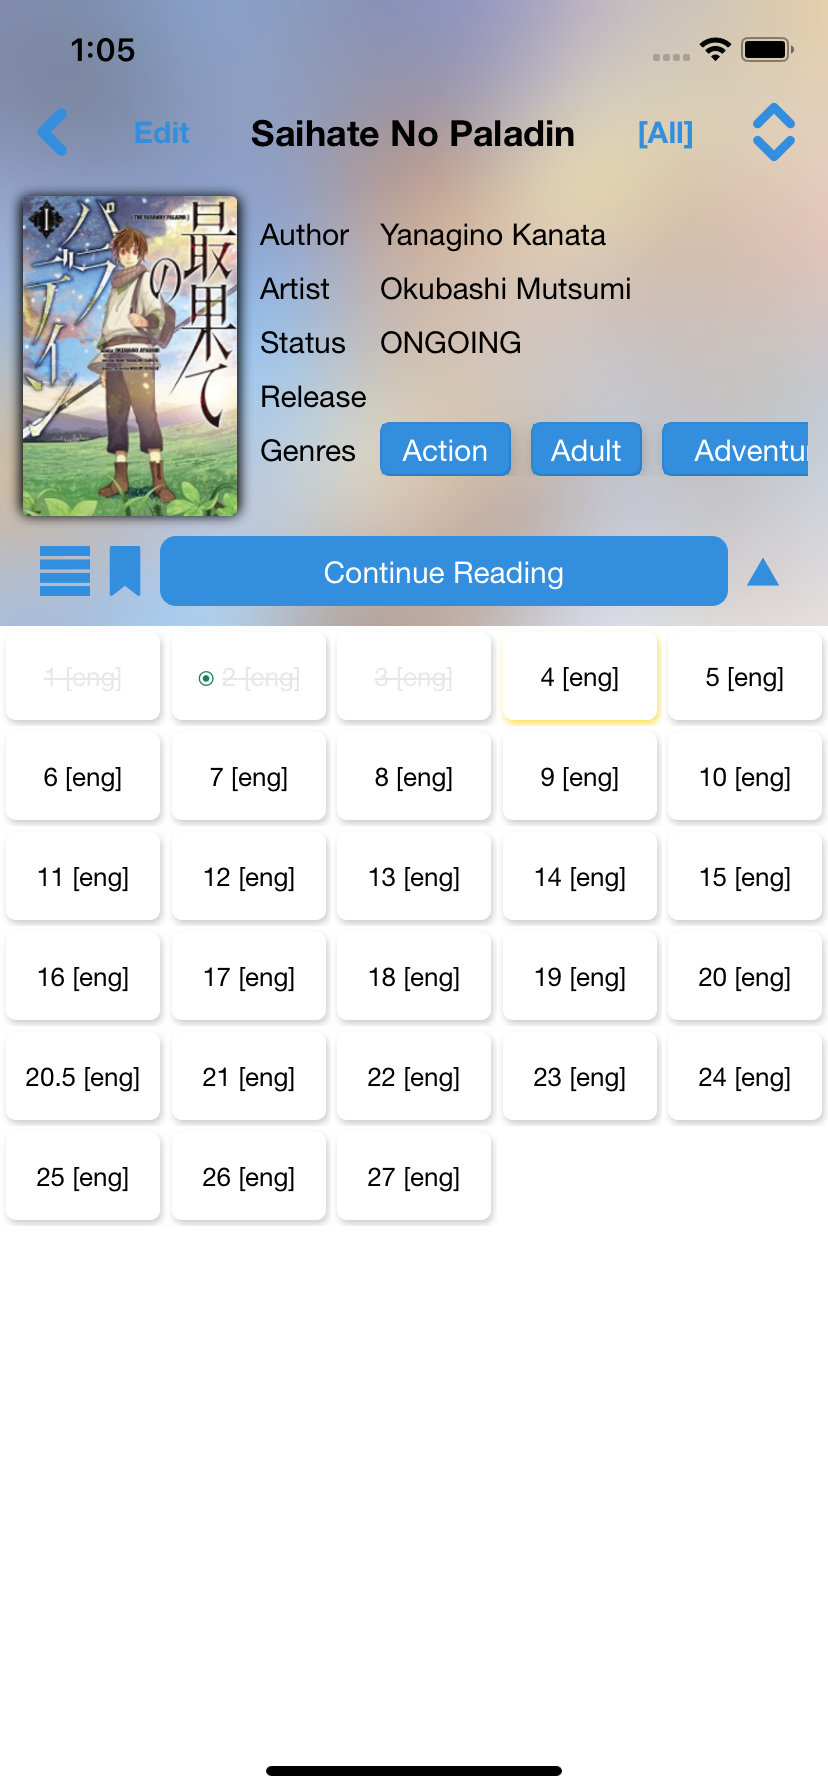 1:05
Edit Saihate No Paladin [All]
I
最果ての
パラディン
Author Yanagino Kanata
Artist Okubashi Mutsumi
Status ONGOING
Release
Genres Action Adult Adventu
Continue Reading
1 [eng] 2 [eng] 3 [eng] 4 [eng] 5 [eng]
6 [eng] 7 [eng] 8 [eng] 9 [eng] 10 [eng]
11 [eng] 12 [eng] 13 [eng] 14 [eng] 15 [eng]
16 [eng] 17 [eng] 18 [eng] 19 [eng] 20 [eng]
20.5 [eng] 21 [eng] 22 [eng] 23 [eng] 24 [eng]
25 [eng] 26 [eng] 27 [eng]